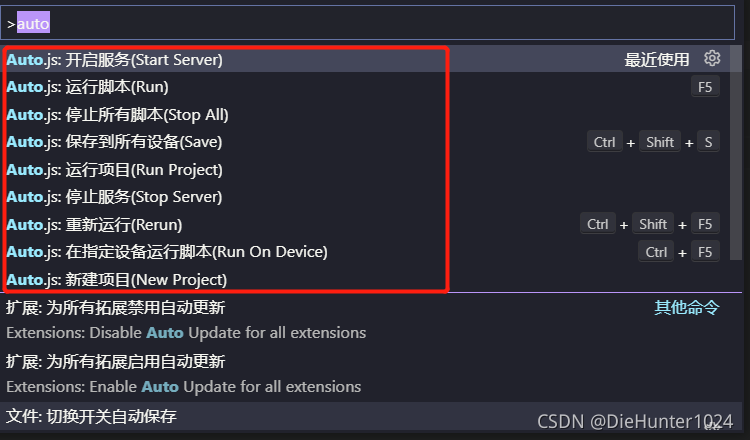 >auto
Auto.js: 开启服务(Start Server) 最近使用
Auto.js: 运行脚本(Run) F5
Auto.js: 停止所有脚本(Stop All)
Auto.js: 保存到所有设备(Save) Ctrl + Shift + S
Auto.js: 运行项目(Run Project)
Auto.js: 停止服务(Stop Server)
Auto.js: 重新运行(Rerun) Ctrl + Shift + F5
Auto.js: 在指定设备运行脚本(Run On Device) Ctrl + F5
Auto.js: 新建项目(New Project)
扩展: 为所有拓展禁用自动更新 其他命令
Extensions: Disable Auto Update for all extensions
扩展: 为所有拓展启用自动更新
Extensions: Enable Auto Update for all extensions
文件: 切换开关自动保存
CSDN @DieHunter1024